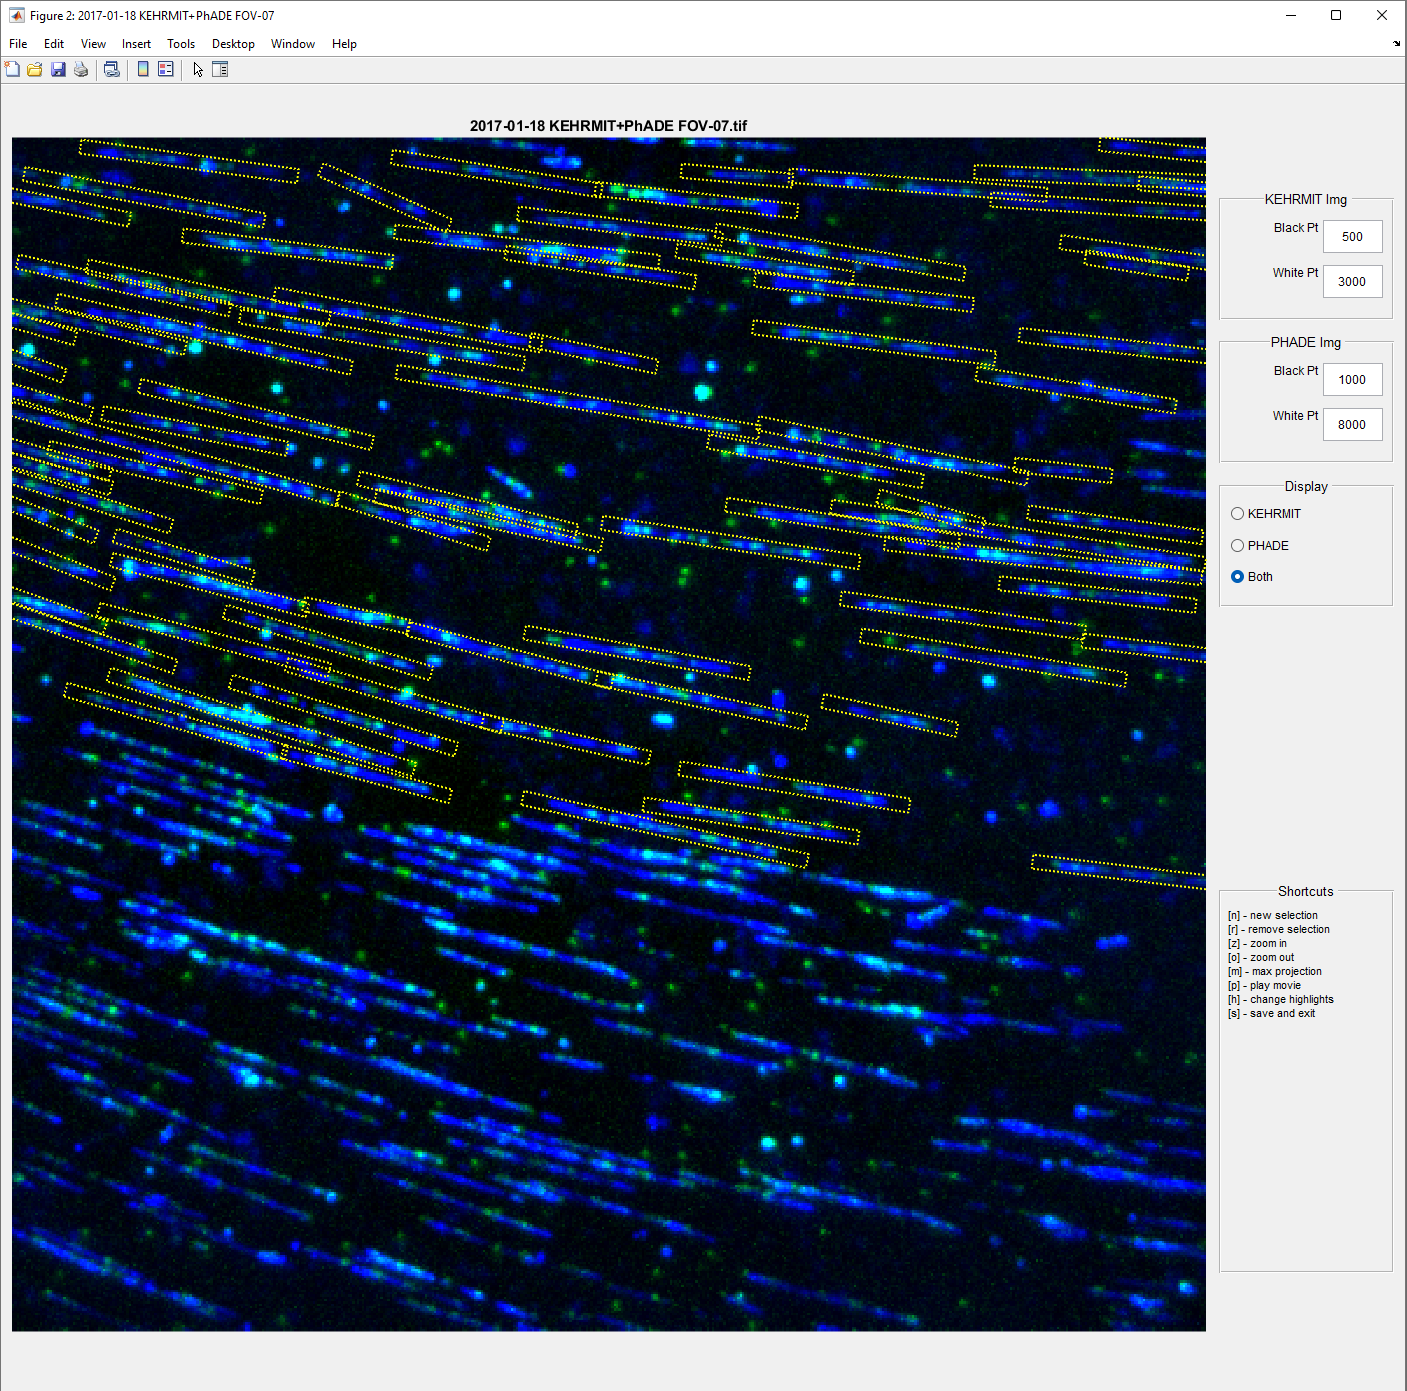 Figure 2: 2017-01-18 KEHRMIT+PhADE FOV-07
File Edit View Insert Tools Desktop Window Help
2017-01-18 KEHRMIT+PhADE FOV-07.tif
KEHRMIT Img
Black Pt 500
White Pt 3000
PHADE Img
Black Pt 1000
White Pt 8000
Display
KEHRMIT
PHADE
Both
Shortcuts
[n] - new selection
[r] - remove selection
[z] - zoom in
[o] - zoom out
[m] - max projection
[p] - play movie
[h] - change highlights
[s] - save and exit